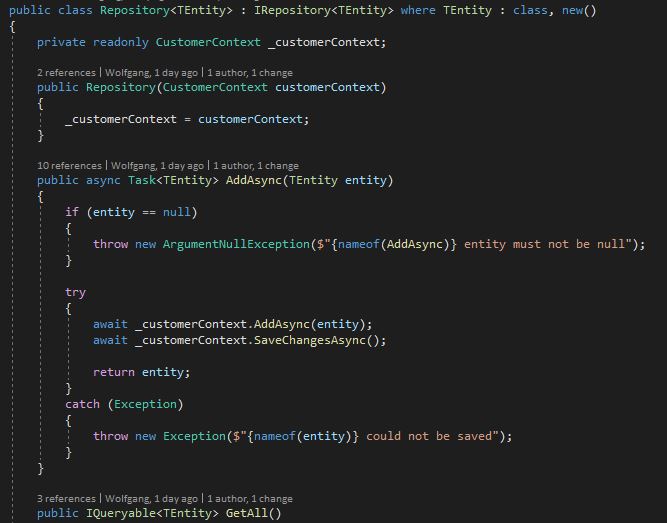 public class Repository<TEntity> : IRepository<TEntity> where TEntity : class, new()
{
    private readonly CustomerContext _customerContext;
    2 references | Wolfgang, 1 day ago | 1 author, 1 change
    public Repository(CustomerContext customerContext)
    {
        _customerContext = customerContext;
    }
    10 references | Wolfgang, 1 day ago | 1 author, 1 change
    public async Task<TEntity> AddAsync(TEntity entity)
    {
        if (entity == null)
        {
            throw new ArgumentNullException($"{nameof(AddAsync)} entity must not be null");
        }
        try
        {
            await _customerContext.AddAsync(entity);
            await _customerContext.SaveChangesAsync();
            return entity;
        }
        catch (Exception)
        {
            throw new Exception($"{nameof(entity)} could not be saved");
        }
    }
    3 references | Wolfgang, 1 day ago | 1 author, 1 change
    public IQueryable<TEntity> GetAll()